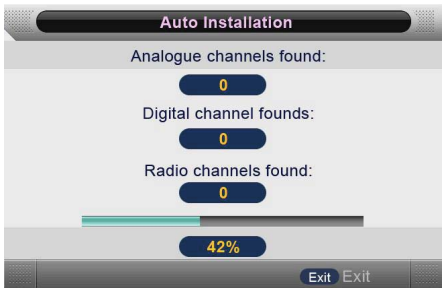 Auto Installation
Analogue channels found:
0
Digital channel founds:
0
Radio channels found:
0
42%
Exit Exit